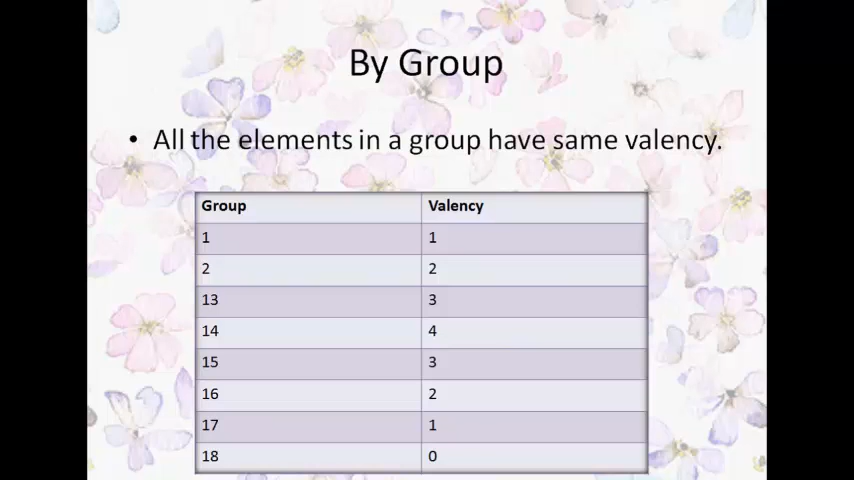 By Group
• All the elements in a group have same valency.
Group Valency
1 1
2 2
13 3
14 4
15 3
16 2
17 1
18 0